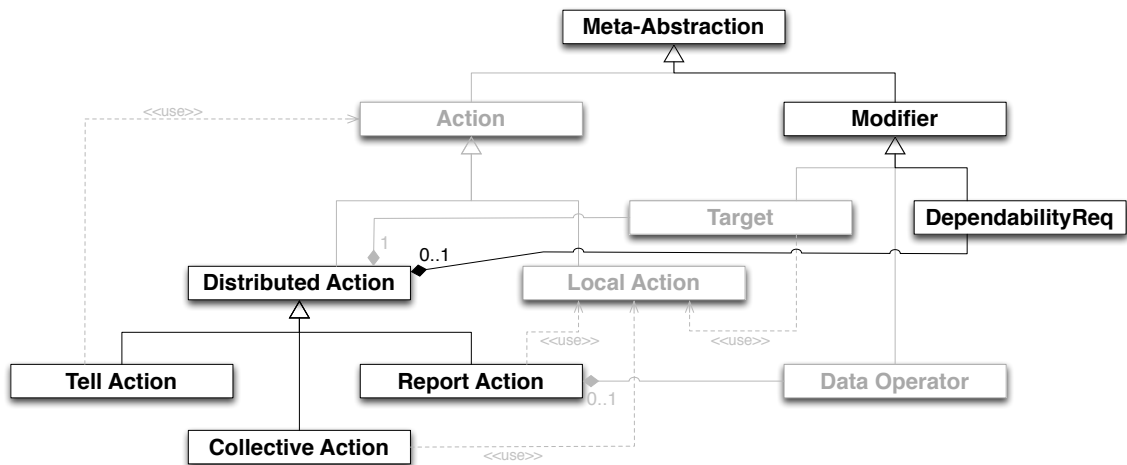 Meta-Abstraction
<<use>>
Action
Modifier
Target
DependabilityReq
1
0..1
Distributed Action
Local Action
<<use>>
<<use>>
Tell Action
Report Action
0..1
Data Operator
Collective Action
<<use>>